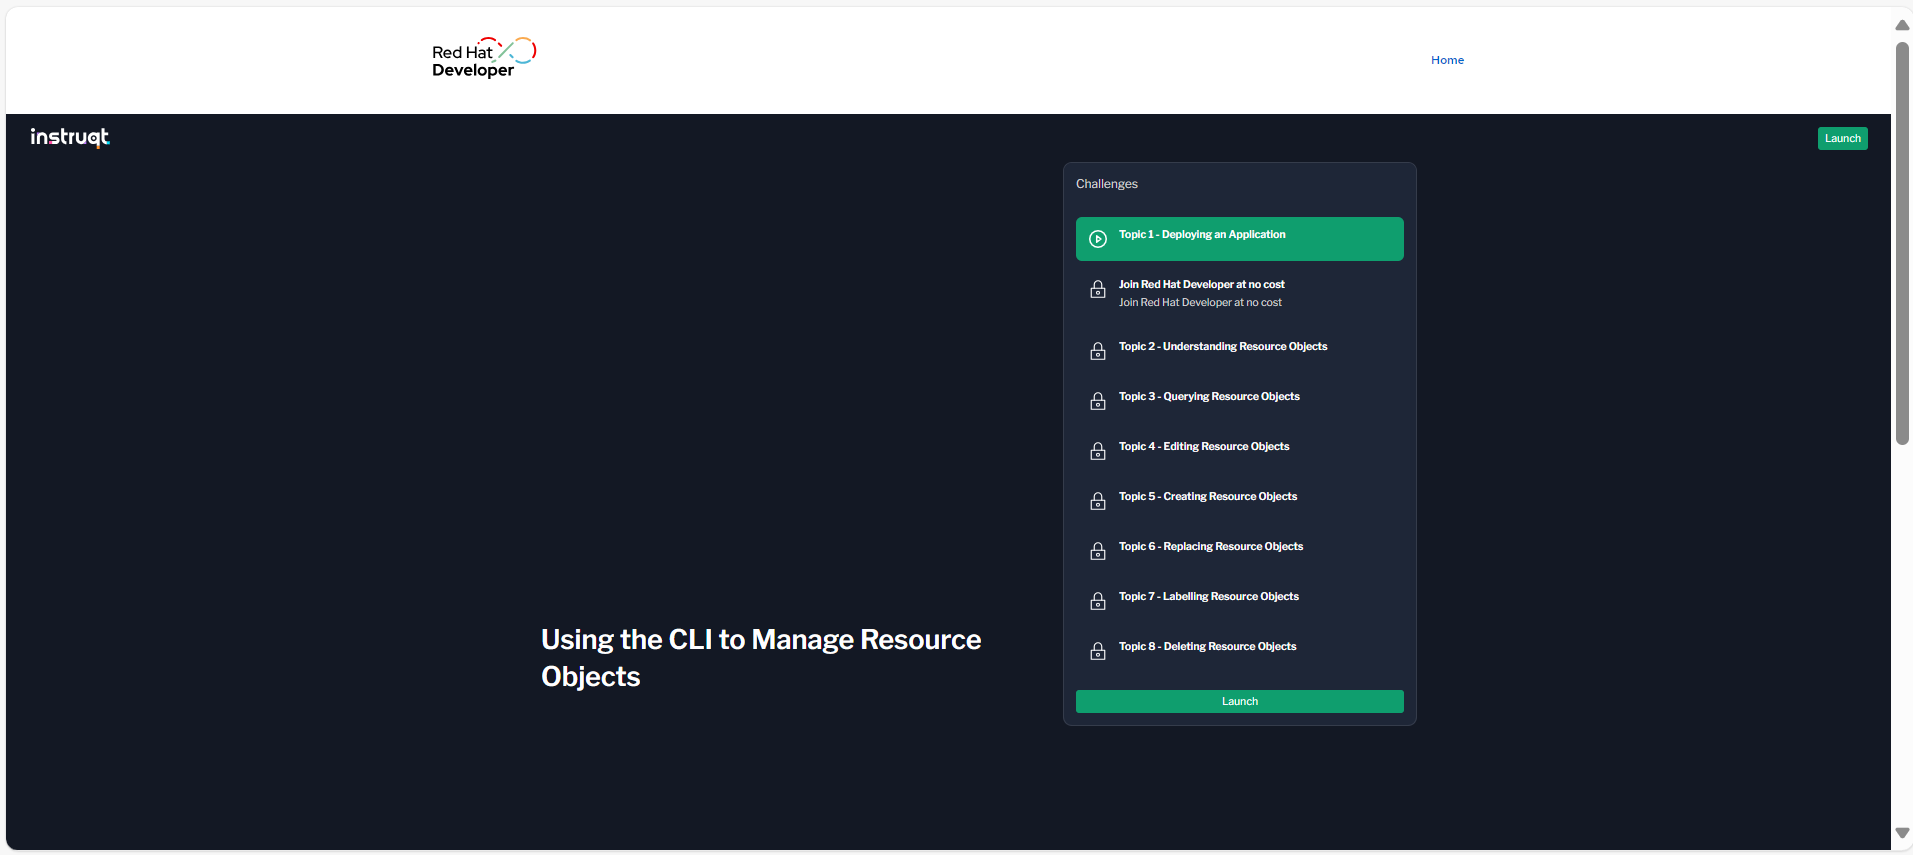 Red Hat
Developer
Home
instruqt
Launch
Challenges
Topic 1 - Deploying an Application
Join Red Hat Developer at no cost
Join Red Hat Developer at no cost
Topic 2 - Understanding Resource Objects
Topic 3 - Querying Resource Objects
Topic 4 - Editing Resource Objects
Topic 5 - Creating Resource Objects
Topic 6 - Replacing Resource Objects
Topic 7 - Labelling Resource Objects
Topic 8 - Deleting Resource Objects
Launch
Using the CLI to Manage Resource
Objects